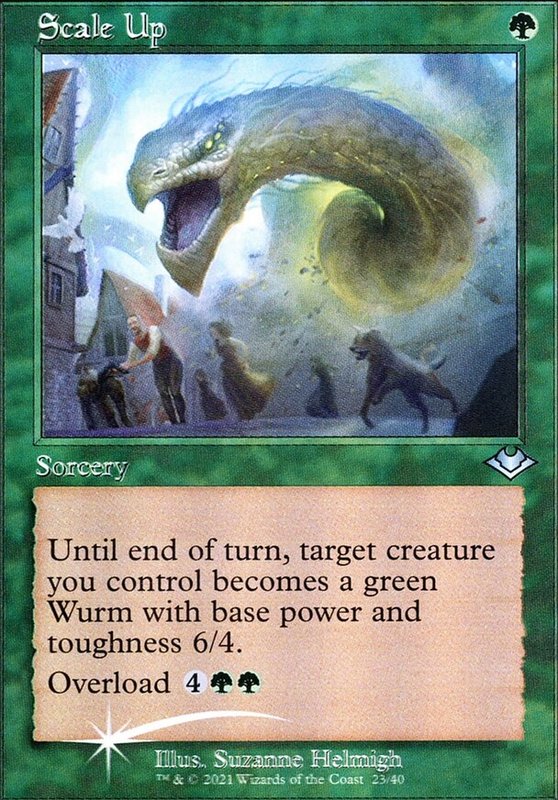 Scale Up
Sorcery
Until end of turn, target creature
you control becomes a green
Wurm with base power and
toughness 6/4.
Overload 4
Illus. Suzanne Helmigh
™ & © 2021 Wizards of the Coast 23/40